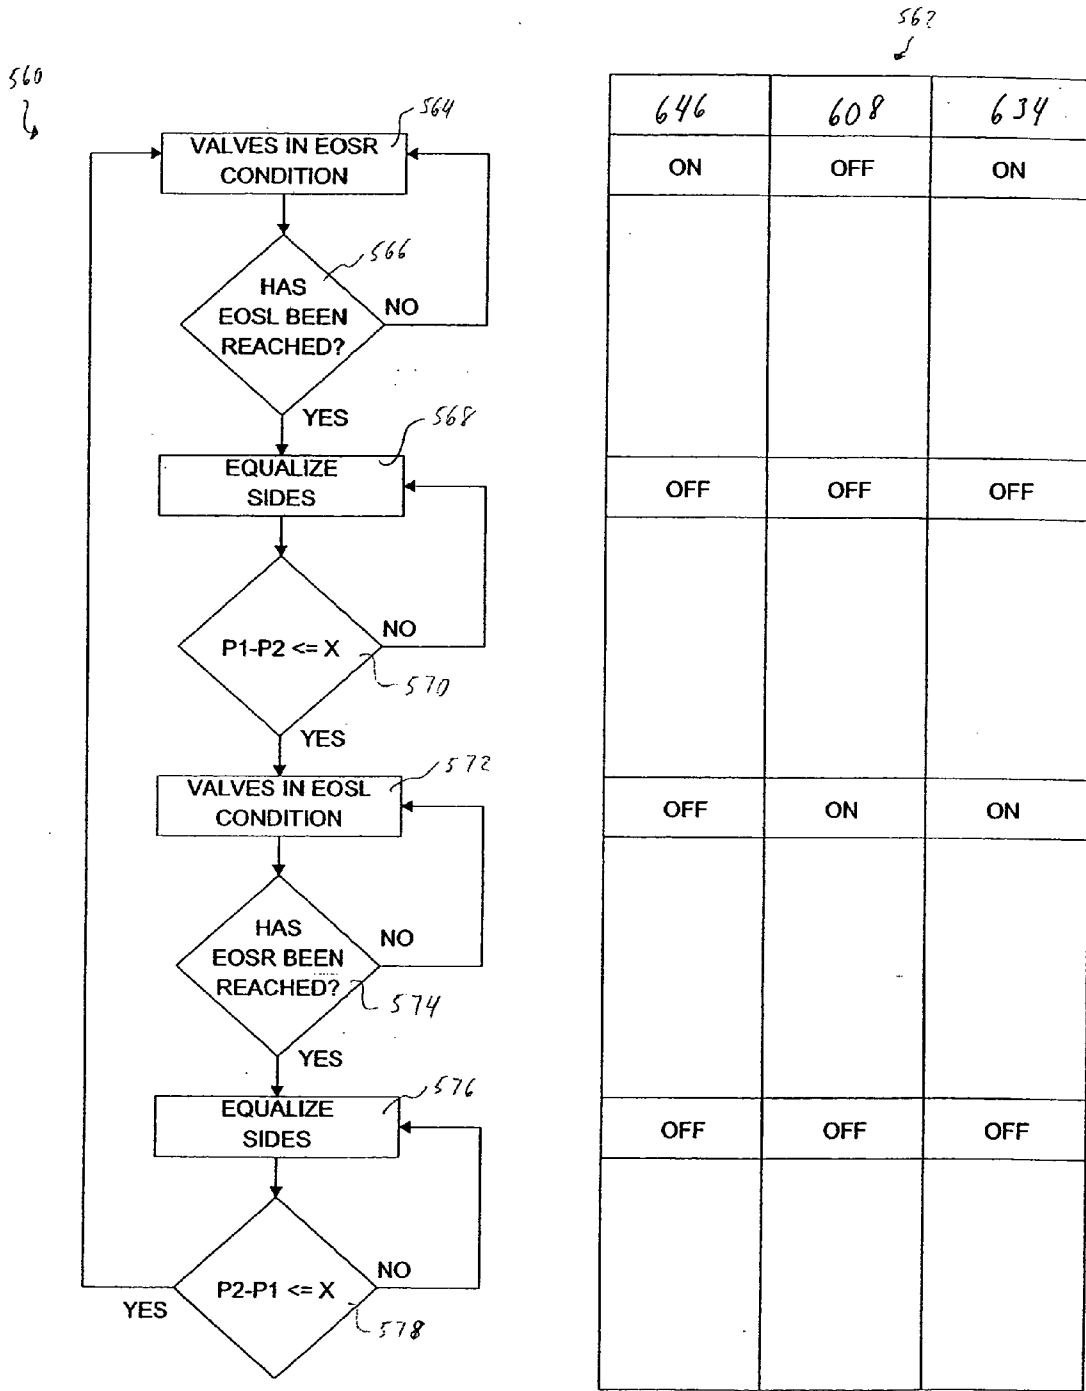 562
560
646 608 634
564
VALVES IN EOSR
CONDITION
ON OFF ON
566
HAS
EOSL BEEN
REACHED?
NO
YES
568
EQUALIZE
SIDES
OFF OFF OFF
P1-P2 <= X
NO
570
YES
572
VALVES IN EOSL
CONDITION
OFF ON ON
HAS
EOSR BEEN
REACHED?
NO
574
YES
576
EQUALIZE
SIDES
OFF OFF OFF
P2-P1 <= X
NO
YES
578